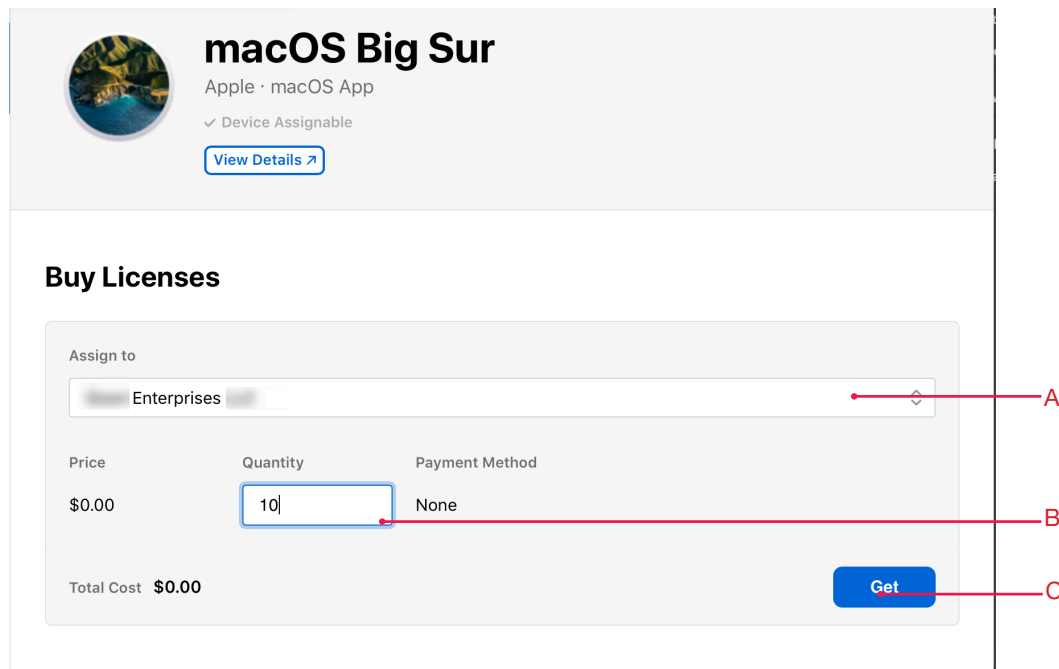 macOS Big Sur
Apple · macOS App
✓ Device Assignable
View Details ↗
Buy Licenses
Assign to
Enterprises
A
Price Quantity Payment Method
$0.00 10 None
B
Total Cost $0.00 Get
C